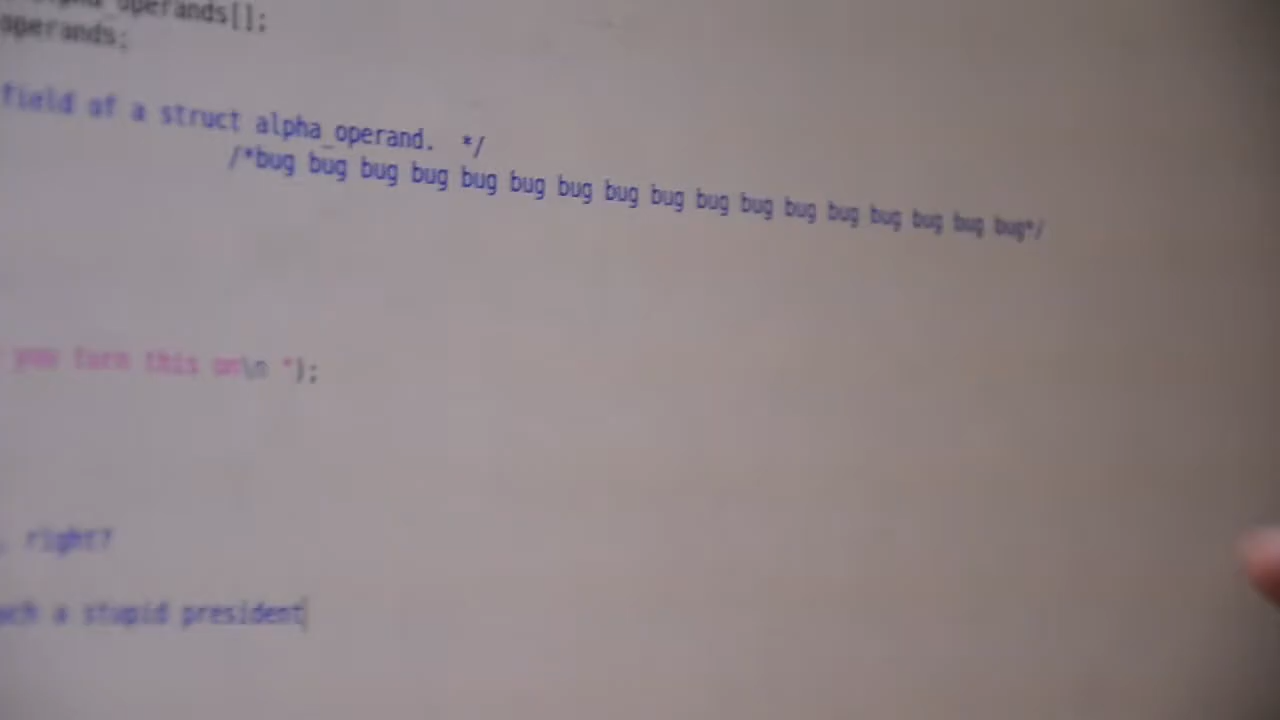 operands[];
operands;
field of a struct alpha_operand.  */
/*bug bug bug bug bug bug bug bug bug bug bug bug bug bug bug bug bug*/
you turn this on\n ");
, right?
a stupid president